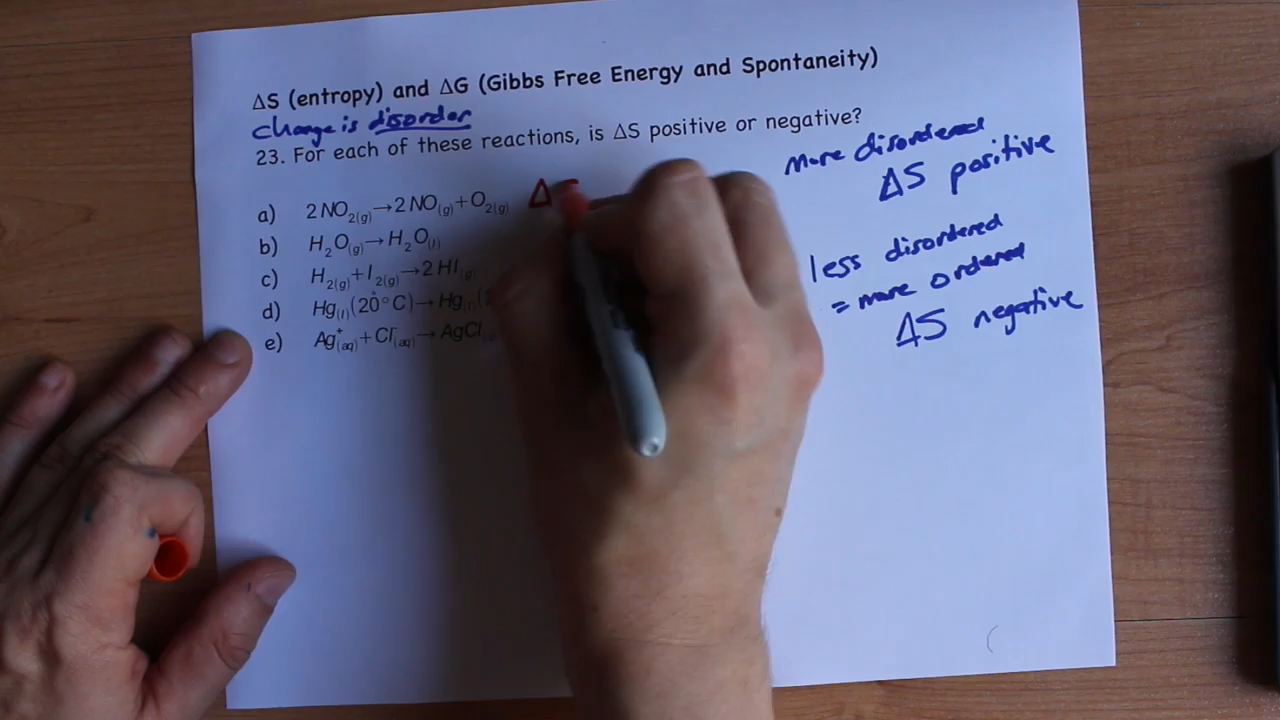 ΔS (entropy) and ΔG (Gibbs Free Energy and Spontaneity)
change is disorder
23. For each of these reactions, is ΔS positive or negative?
more disordered
ΔS positive
a) 2NO₂(g)→2NO(g)+O₂(g) Δ
b) H₂O(g)→H₂O(l)
less disordered
c) H₂(g)+I₂(g)→2HI(g)
= more ordered
d) Hg(l)(20°C)→Hg(l)(
ΔS negative
e) Ag⁺(aq)+Cl⁻(aq)→AgCl